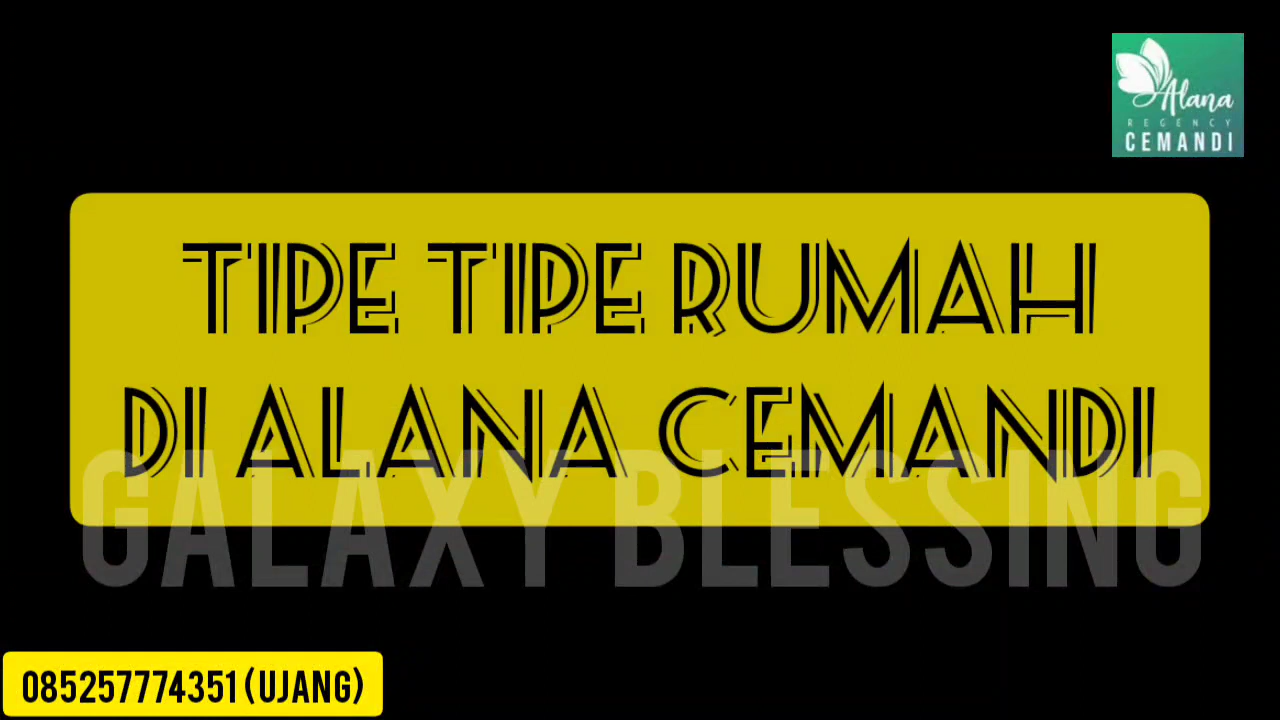 Alana
REGENCY
CEMANDI
TIPE TIPE RUMAH
DI ALANA CEMANDI
GALAXY BLESSING
085257774351 (UJANG)